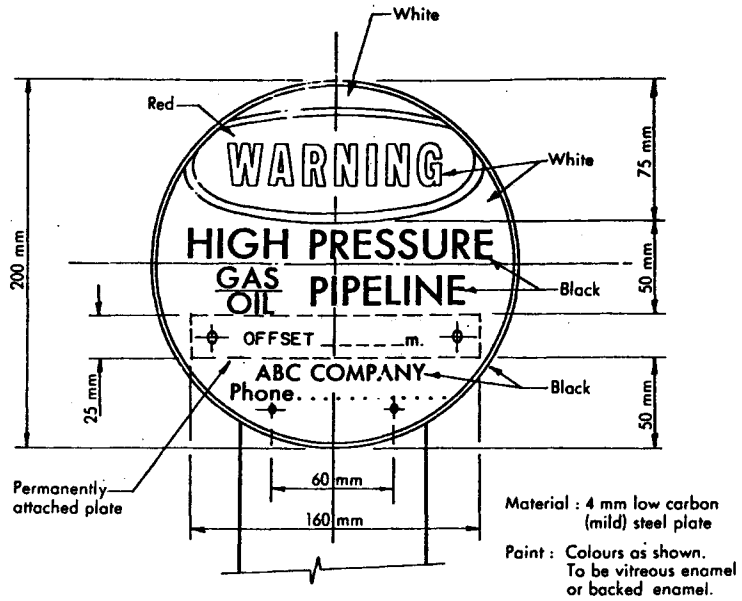 White
Red
WARNING
White
75 mm
200 mm
HIGH PRESSURE
GAS
OIL
PIPELINE
Black
50 mm
OFFSET _ _ _ _ _ m.
25 mm
ABC COMPANY
Phone. . . . . . . . . .
Black
50 mm
60 mm
160 mm
Permanently
attached plate
Material : 4 mm low carbon
(mild) steel plate
Paint : Colours as shown.
To be vitreous enamel
or backed enamel.